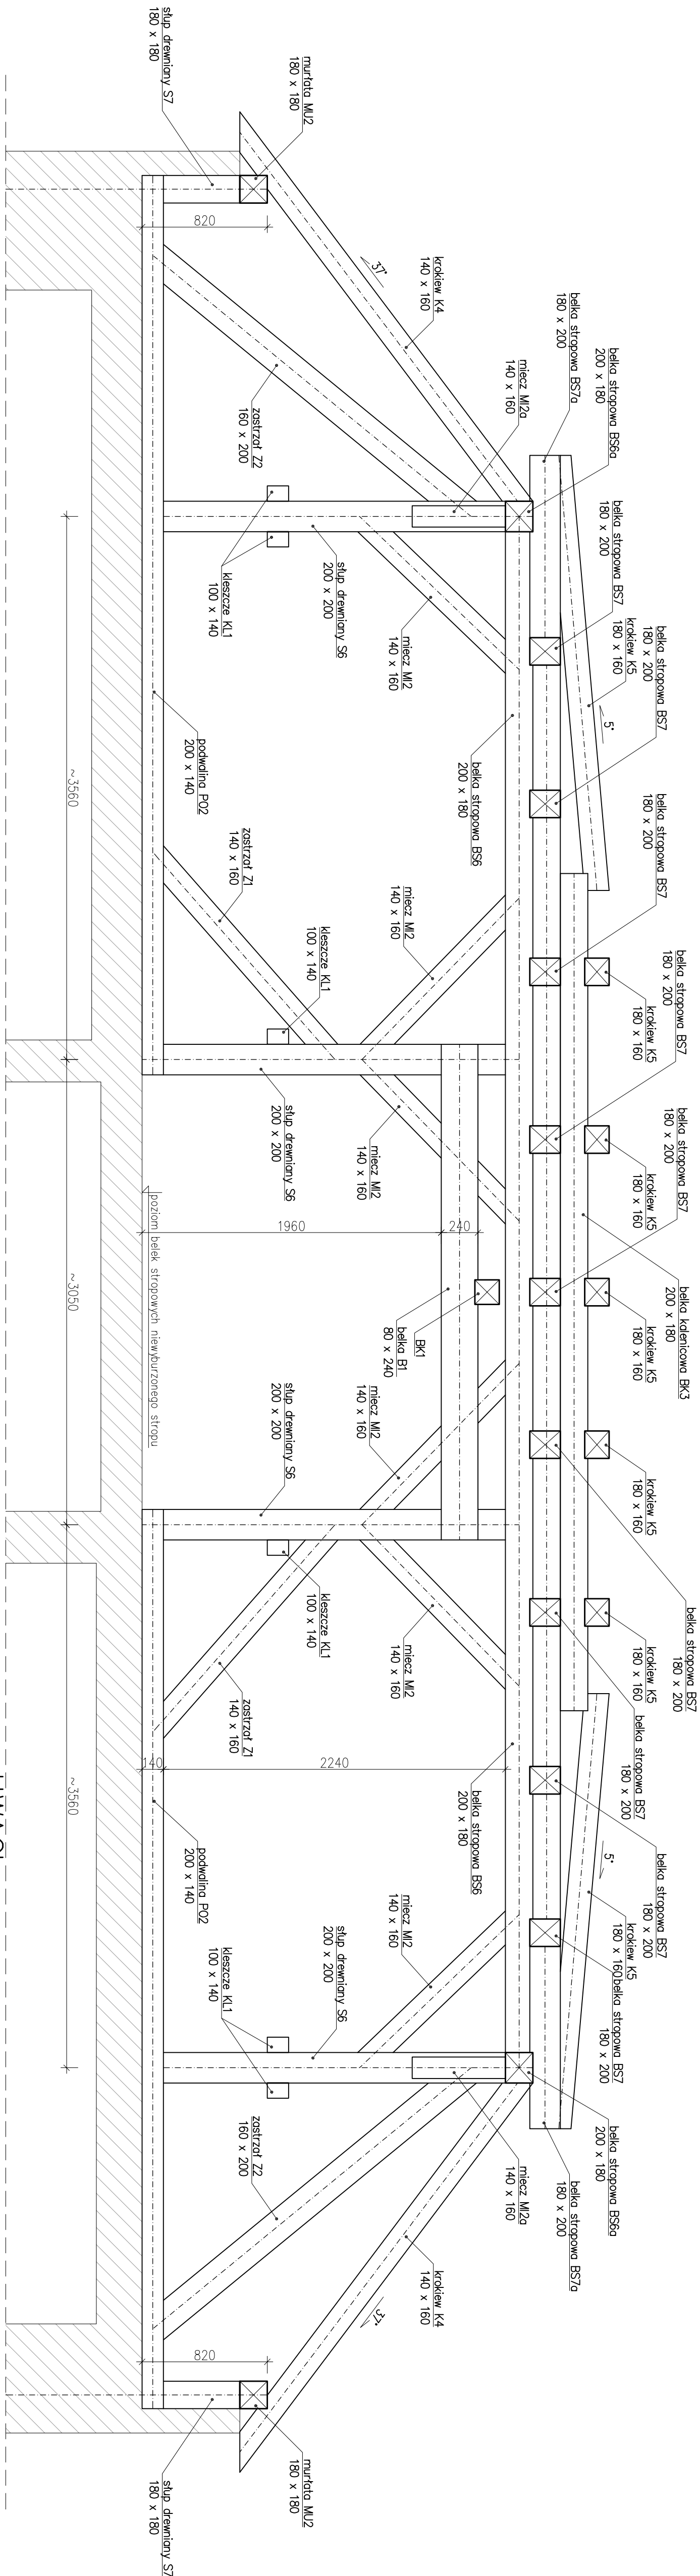 słup drewniany S7
180 x 180
murłata MU2
180 x 180
820
37°
krokiew K4
140 x 160
belka stropowa BS7a
180 x 200
belka stropowa BS6a
200 x 180
miecz MI2a
140 x 160
zastrzał Z2
160 x 200
belka stropowa BS7
180 x 200
kleszcze KL1
100 x 140
słup drewniany S6
200 x 200
miecz MI2
140 x 160
krokiew K5
180 x 160
belka stropowa BS7
180 x 200
5°
podwalina PO2
200 x 140
belka stropowa BS6
200 x 180
~3560
belka stropowa BS7
180 x 200
zastrzał Z1
140 x 160
miecz MI2
140 x 160
kleszcze KL1
100 x 140
belka stropowa BS7
180 x 200
krokiew K5
180 x 160
słup drewniany S6
200 x 200
miecz MI2
140 x 160
belka stropowa BS7
180 x 200
krokiew K5
180 x 160
poziom belek stropowych niewyburzonego stropu
1960
240
~3050
belka kalenicowa BK3
200 x 180
krokiew K5
180 x 160
BK1
belka B1
80 x 240
słup drewniany S6
200 x 200
miecz MI2
140 x 160
krokiew K5
180 x 160
belka stropowa BS7
180 x 200
kleszcze KL1
100 x 140
miecz MI2
140 x 160
krokiew K5
180 x 160
zastrzał Z1
140 x 160
belka stropowa BS7
180 x 200
140
2240
~3560
belka stropowa BS6
200 x 180
podwalina PO2
200 x 140
5°
belka stropowa BS7
180 x 200
miecz MI2
140 x 160
krokiew K5
180 x 160
słup drewniany S6
200 x 200
kleszcze KL1
100 x 140
belka stropowa BS7
180 x 200
belka stropowa BS6a
200 x 180
zastrzał Z2
160 x 200
miecz MI2a
140 x 160
belka stropowa BS7a
180 x 200
krokiew K4
140 x 160
37°
820
murłata MU2
180 x 180
słup drewniany S7
180 x 180